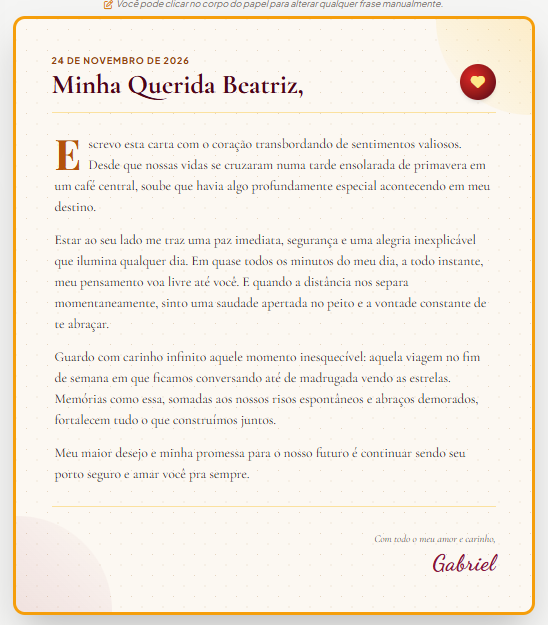 Você pode clicar no corpo do papel para alterar qualquer frase manualmente.
24 DE NOVEMBRO DE 2026
Minha Querida Beatriz,
Escrevo esta carta com o coração transbordando de sentimentos valiosos.
Desde que nossas vidas se cruzaram numa tarde ensolarada de primavera em
um café central, soube que havia algo profundamente especial acontecendo em meu
destino.
Estar ao seu lado me traz uma paz imediata, segurança e uma alegria inexplicável
que ilumina qualquer dia. Em quase todos os minutos do meu dia, a todo instante,
meu pensamento voa livre até você. E quando a distância nos separa
momentaneamente, sinto uma saudade apertada no peito e a vontade constante de
te abraçar.
Guardo com carinho infinito aquele momento inesquecível: aquela viagem no fim
de semana em que ficamos conversando até de madrugada vendo as estrelas.
Memórias como essa, somadas aos nossos risos espontâneos e abraços demorados,
fortalecem tudo o que construímos juntos.
Meu maior desejo e minha promessa para o nosso futuro é continuar sendo seu
porto seguro e amar você pra sempre.
Com todo o meu amor e carinho,
Gabriel